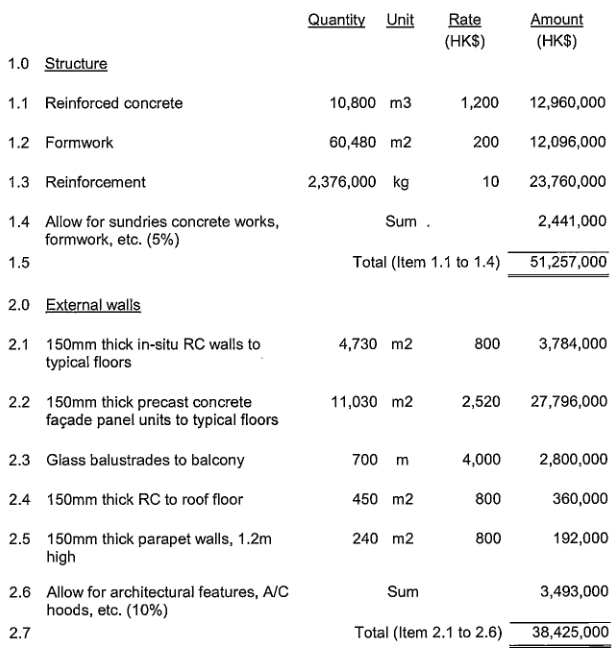 Quantity Unit Rate Amount
(HK$) (HK$)
1.0 Structure
1.1 Reinforced concrete 10,800 m3 1,200 12,960,000
1.2 Formwork 60,480 m2 200 12,096,000
1.3 Reinforcement 2,376,000 kg 10 23,760,000
1.4 Allow for sundries concrete works, Sum . 2,441,000
formwork, etc. (5%)
1.5 Total (Item 1.1 to 1.4) 51,257,000
2.0 External walls
2.1 150mm thick in-situ RC walls to 4,730 m2 800 3,784,000
typical floors
2.2 150mm thick precast concrete 11,030 m2 2,520 27,796,000
façade panel units to typical floors
2.3 Glass balustrades to balcony 700 m 4,000 2,800,000
2.4 150mm thick RC to roof floor 450 m2 800 360,000
2.5 150mm thick parapet walls, 1.2m 240 m2 800 192,000
high
2.6 Allow for architectural features, A/C Sum 3,493,000
hoods, etc. (10%)
2.7 Total (Item 2.1 to 2.6) 38,425,000